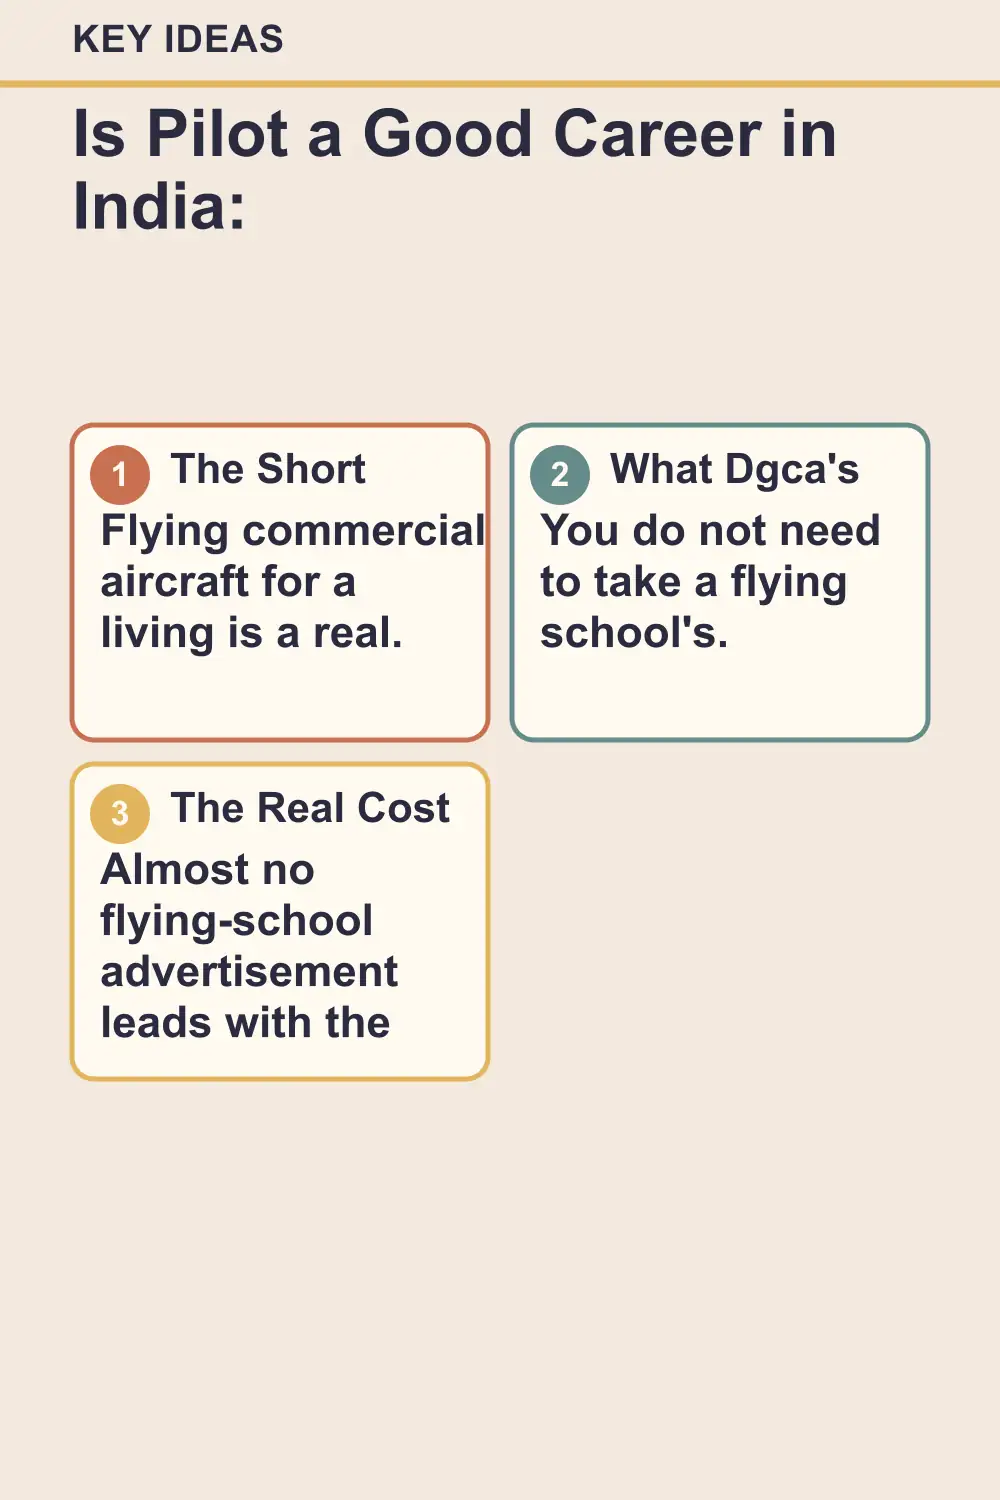 KEY IDEAS
Is Pilot a Good Career in
India:
1 The Short
Flying commercial
aircraft for a
living is a real.
2 What Dgca's
You do not need
to take a flying
school's.
3 The Real Cost
Almost no
flying-school
advertisement
leads with the